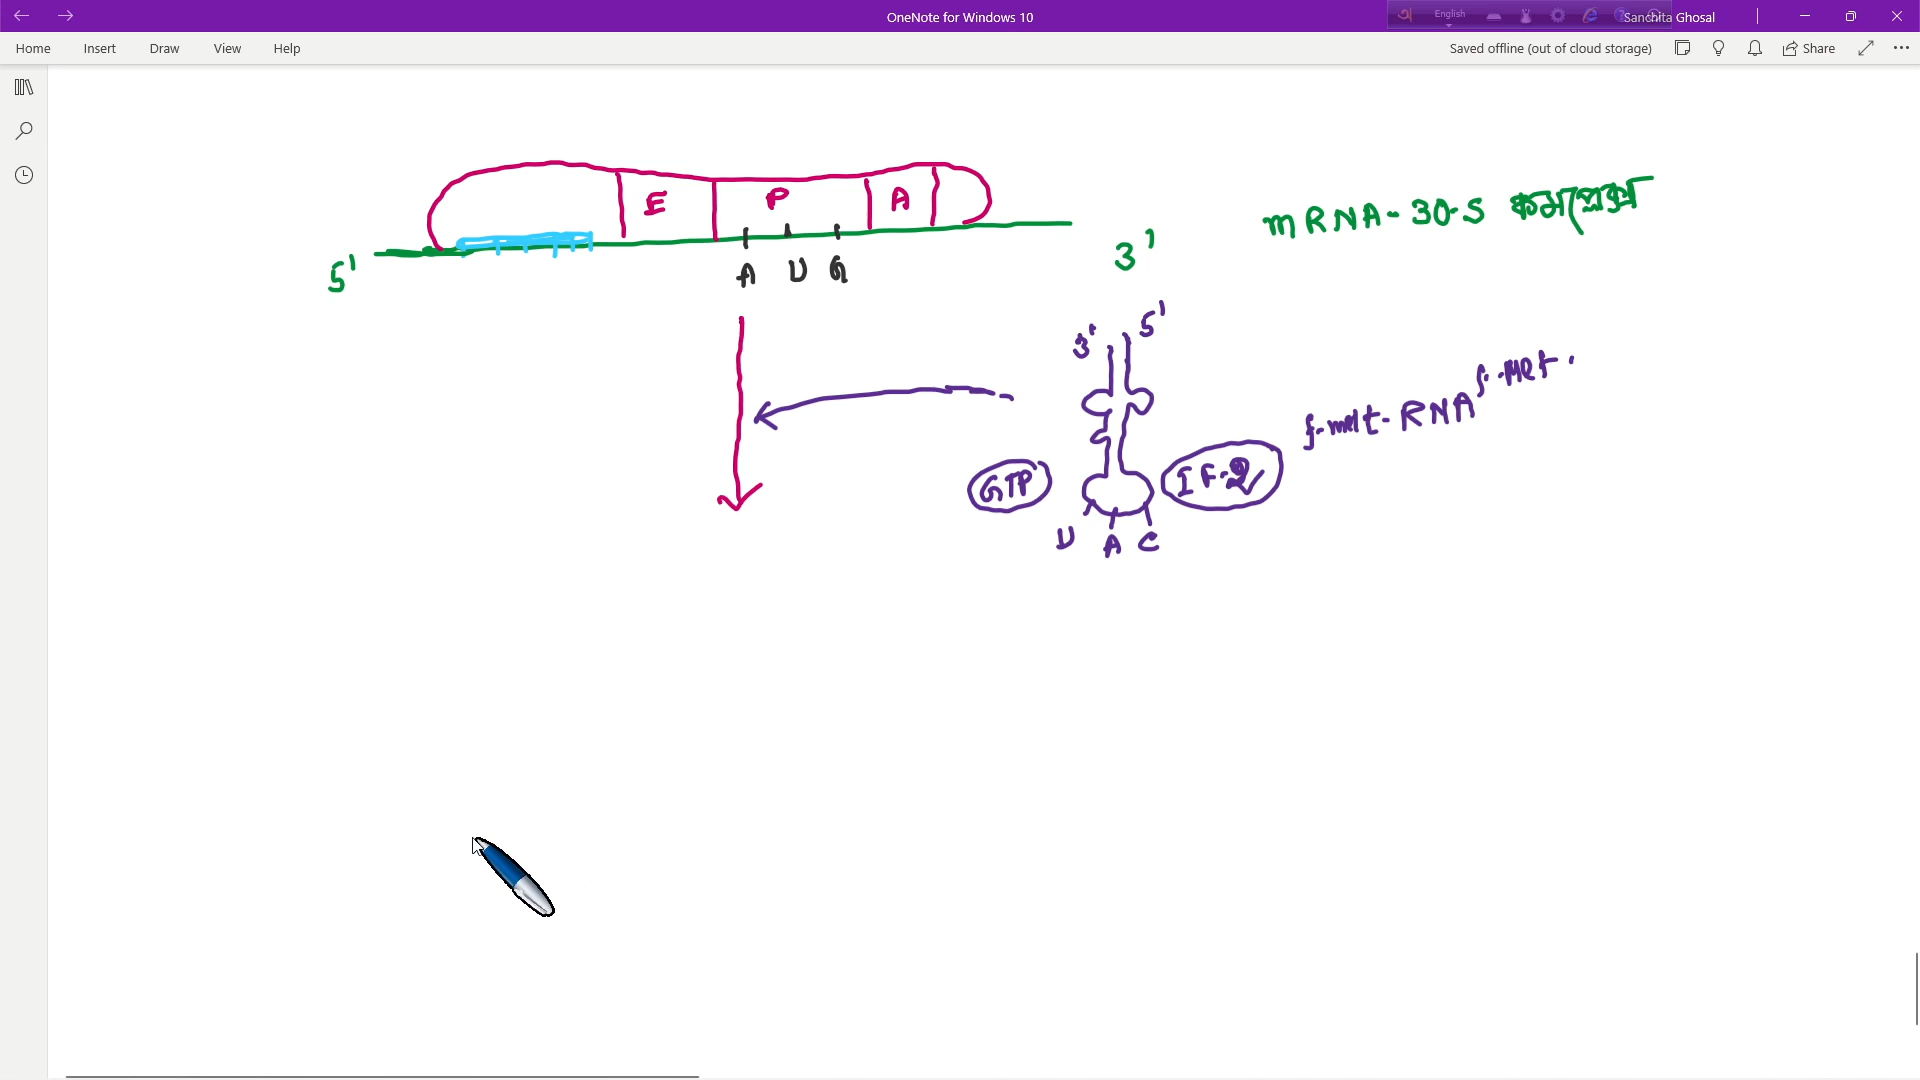 OneNote for Windows 10
অ English
Sanchita Ghosal
Home Insert Draw View Help
Saved offline (out of cloud storage) Share
E P A
mRNA-30-S কমপ্লেক্স
5' 3'
A U G
3' 5'
f-met-RNA f-Met.
GTP IF-2
U A C